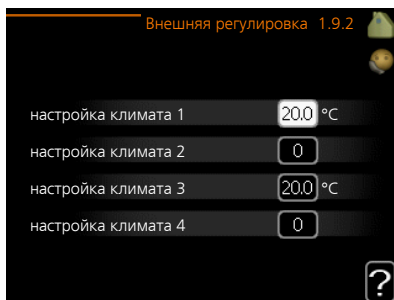 Внешняя регулировка 1.9.2
настройка климата 1 20.0 °C
настройка климата 2 0
настройка климата 3 20.0 °C
настройка климата 4 0
?